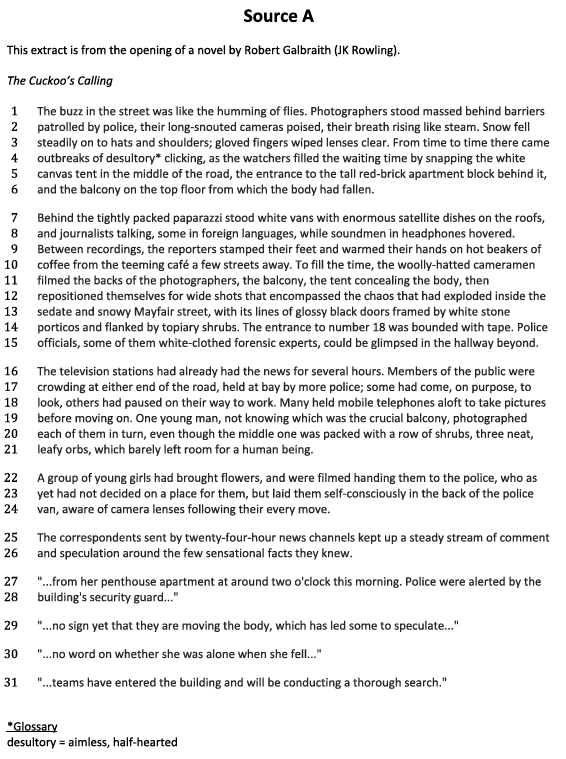 Source A
This extract is from the opening of a novel by Robert Galbraith (JK Rowling).
The Cuckoo's Calling
1 The buzz in the street was like the humming of flies. Photographers stood massed behind barriers
2 patrolled by police, their long-snouted cameras poised, their breath rising like steam. Snow fell
3 steadily on to hats and shoulders; gloved fingers wiped lenses clear. From time to time there came
4 outbreaks of desultory* clicking, as the watchers filled the waiting time by snapping the white
5 canvas tent in the middle of the road, the entrance to the tall red-brick apartment block behind it,
6 and the balcony on the top floor from which the body had fallen.
7 Behind the tightly packed paparazzi stood white vans with enormous satellite dishes on the roofs,
8 and journalists talking, some in foreign languages, while soundmen in headphones hovered.
9 Between recordings, the reporters stamped their feet and warmed their hands on hot beakers of
10 coffee from the teeming café a few streets away. To fill the time, the woolly-hatted cameramen
11 filmed the backs of the photographers, the balcony, the tent concealing the body, then
12 repositioned themselves for wide shots that encompassed the chaos that had exploded inside the
13 sedate and snowy Mayfair street, with its lines of glossy black doors framed by white stone
14 porticos and flanked by topiary shrubs. The entrance to number 18 was bounded with tape. Police
15 officials, some of them white-clothed forensic experts, could be glimpsed in the hallway beyond.
16 The television stations had already had the news for several hours. Members of the public were
17 crowding at either end of the road, held at bay by more police; some had come, on purpose, to
18 look, others had paused on their way to work. Many held mobile telephones aloft to take pictures
19 before moving on. One young man, not knowing which was the crucial balcony, photographed
20 each of them in turn, even though the middle one was packed with a row of shrubs, three neat,
21 leafy orbs, which barely left room for a human being.
22 A group of young girls had brought flowers, and were filmed handing them to the police, who as
23 yet had not decided on a place for them, but laid them self-consciously in the back of the police
24 van, aware of camera lenses following their every move.
25 The correspondents sent by twenty-four-hour news channels kept up a steady stream of comment
26 and speculation around the few sensational facts they knew.
27 "...from her penthouse apartment at around two o'clock this morning. Police were alerted by the
28 building's security guard..."
29 "...no sign yet that they are moving the body, which has led some to speculate..."
30 "...no word on whether she was alone when she fell..."
31 "...teams have entered the building and will be conducting a thorough search."
*Glossary
desultory = aimless, half-hearted